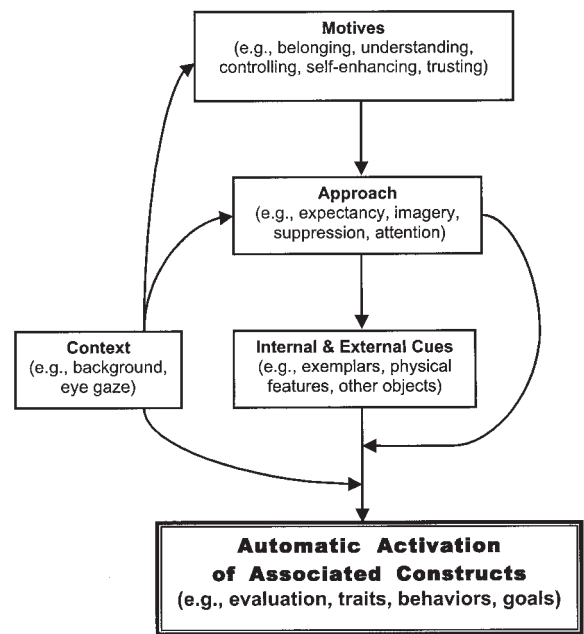 Motives
(e.g., belonging, understanding,
controlling, self-enhancing, trusting)
Approach
(e.g., expectancy, imagery,
suppression, attention)
Context
(e.g., background,
eye gaze)
Internal & External Cues
(e.g., exemplars, physical
features, other objects)
Automatic Activation
of Associated Constructs
(e.g., evaluation, traits, behaviors, goals)